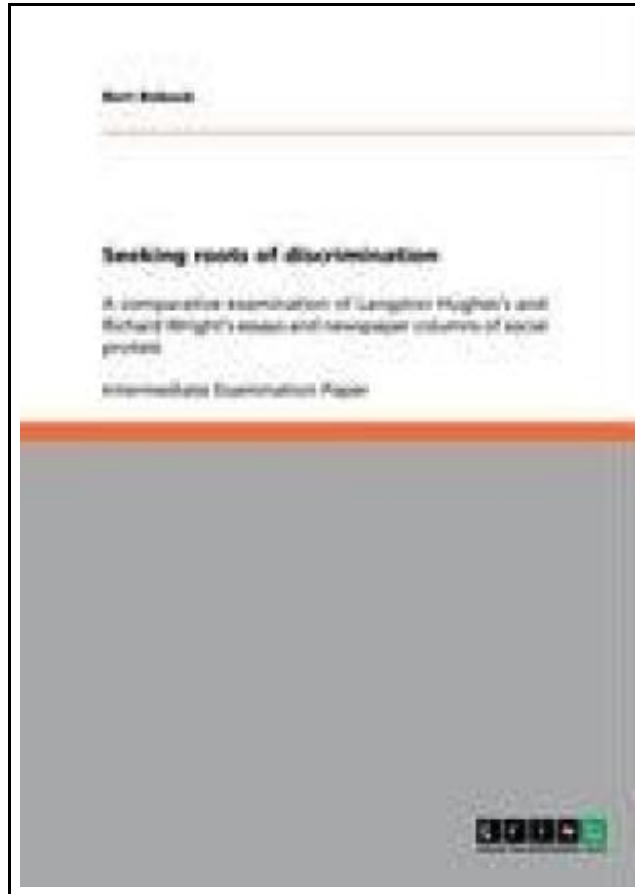 Seeking roots of discrimination
A comparative examination of Langston Hughes's and
Richard Wright's essays and newspaper columns of social
protest
Intermediate Examination Paper
GRIN